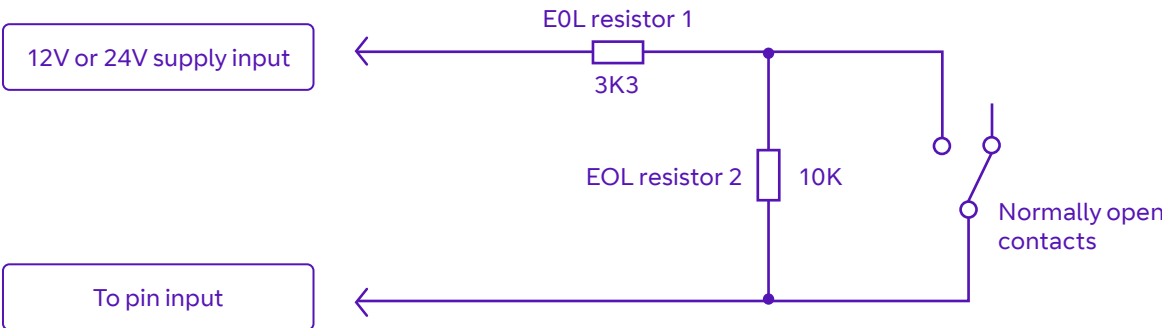 E0L resistor 1
12V or 24V supply input
3K3
EOL resistor 2
10K
Normally open
contacts
To pin input